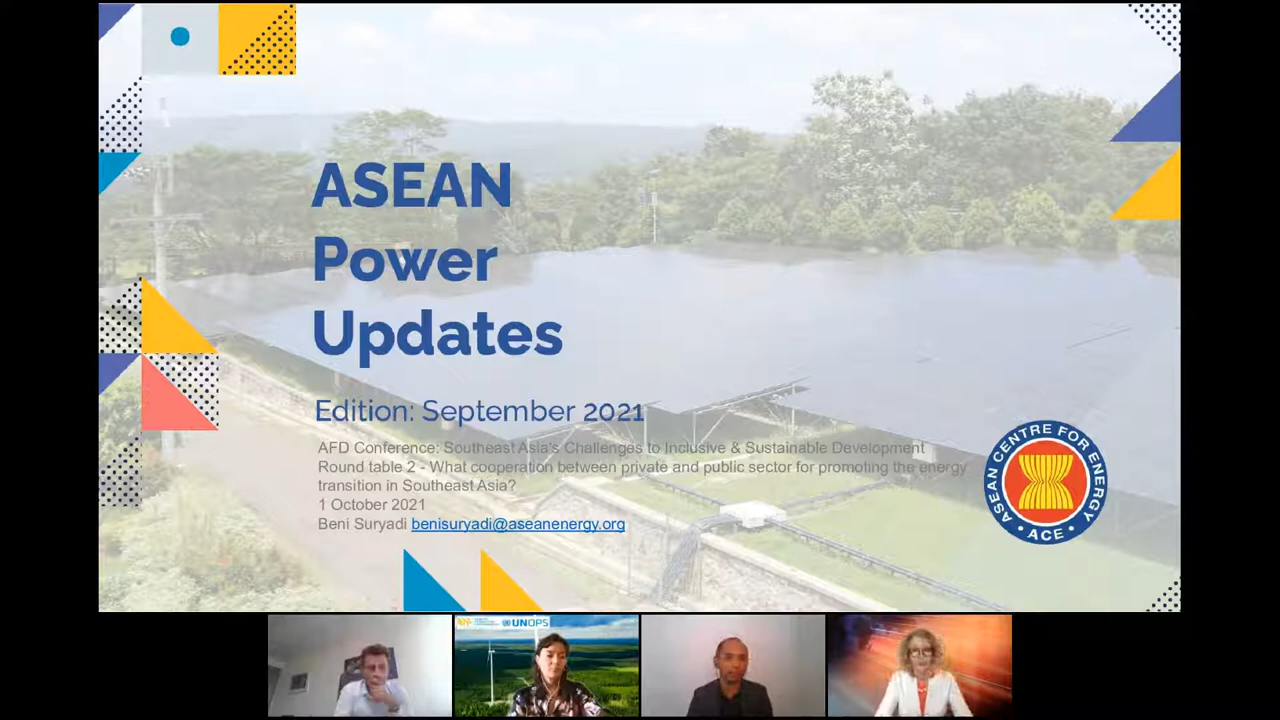 ASEAN
Power
Updates
Edition: September 2021
AFD Conference: Southeast Asia's Challenges to Inclusive & Sustainable Development
Round table 2 - What cooperation between private and public sector for promoting the energy
transition in Southeast Asia?
1 October 2021
Beni Suryadi benisuryadi@aseanenergy.org
ASEAN CENTRE FOR ENERGY
• ACE •
UNOPS